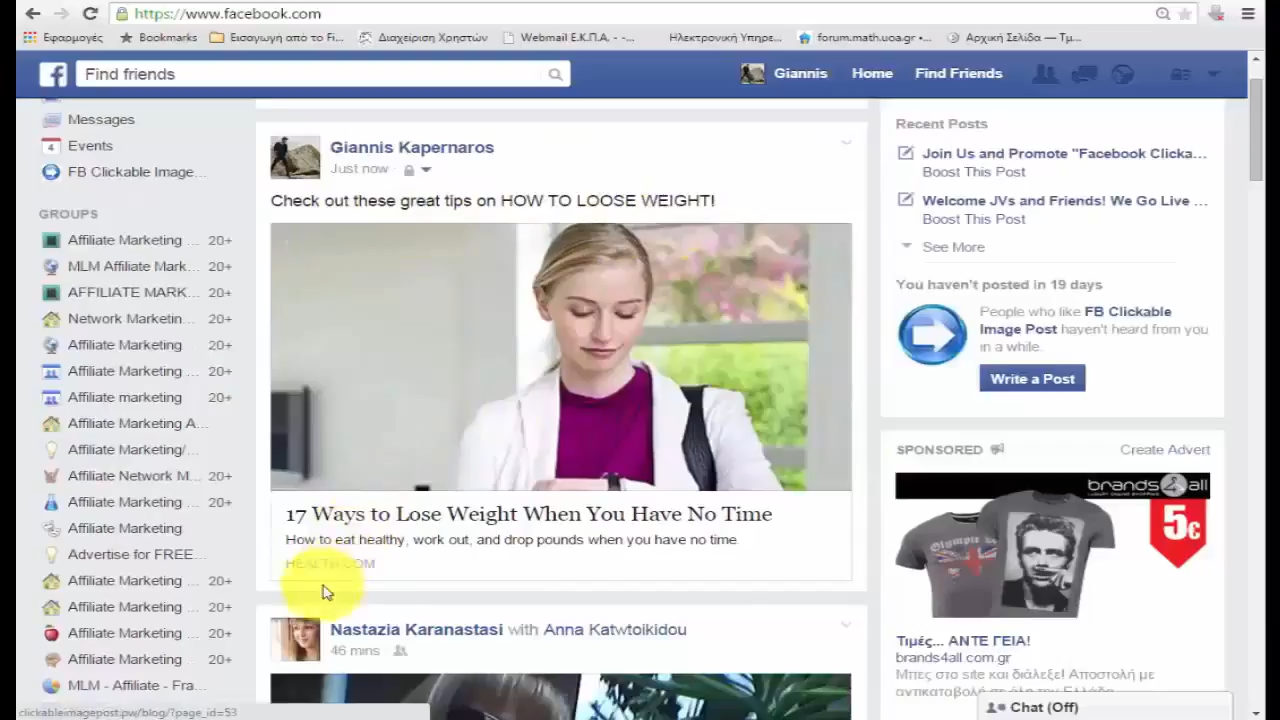 https://www.facebook.com
Εφαρμογές
Bookmarks
Εισαγωγή από το Fi...
Διαχείριση Χρηστών
Webmail Ε.Κ.Π.Α. -...
Ηλεκτρονική Υπηρε...
forum.math.uoa.gr •...
Αρχική Σελίδα — Τμ...
Find friends
Giannis
Home
Find Friends
Messages
4
Events
FB Clickable Image...
GROUPS
Affiliate Marketing ... 20+
MLM Affiliate Mark... 20+
AFFILIATE MARK... 20+
Network Marketin... 20+
Affiliate Marketing 20+
Affiliate Marketing ... 20+
Affiliate marketing 20+
Affiliate Marketing A...
Affiliate Marketing/...
Affiliate Network M... 20+
Affiliate Marketing ... 20+
Affiliate Marketing
Advertise for FREE...
Affiliate Marketing ... 20+
Affiliate Marketing ... 20+
Affiliate Marketing ... 20+
Affiliate Marketing ... 20+
MLM - Affiliate - Fra...
clickableimagepost.pw/blog/?page_id=53
Giannis Kapernaros
Just now
Check out these great tips on HOW TO LOOSE WEIGHT!
17 Ways to Lose Weight When You Have No Time
How to eat healthy, work out, and drop pounds when you have no time.
HEALTH.COM
Nastazia Karanastasi with Anna Katwtoikidou
46 mins
Recent Posts
Join Us and Promote "Facebook Clicka...
Boost This Post
Welcome JVs and Friends! We Go Live ...
Boost This Post
See More
You haven't posted in 19 days
People who like FB Clickable
Image Post haven't heard from you
in a while.
Write a Post
SPONSORED
Create Advert
brands4all
5€
Τιμές... ΑΝΤΕ ΓΕΙΑ!
brands4all.com.gr
Μπες στο site και διάλεξε! Αποστολή με
αντικαταβολή σε όλη την Ελλάδα
Chat (Off)